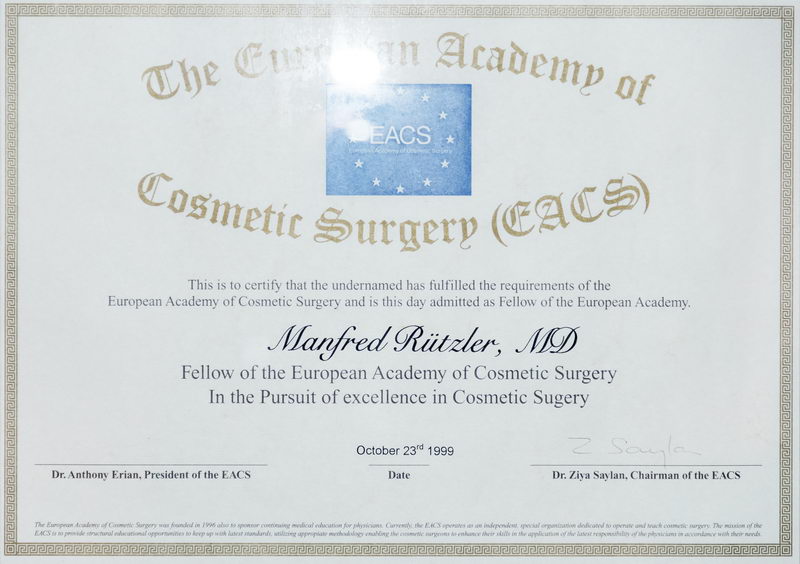 The European Academy of
EACS
European Academy of Cosmetic Surgery
Cosmetic Surgery (EACS)
This is to certify that the undernamed has fulfilled the requirements of the
European Academy of Cosmetic Surgery and is this day admitted as Fellow of the European Academy.
Manfred Rützler, MD
Fellow of the European Academy of Cosmetic Surgery
In the Pursuit of excellence in Cosmetic Sugery
October 23rd 1999
Z Saylan
Dr. Anthony Erian, President of the EACS
Date
Dr. Ziya Saylan, Chairman of the EACS
The European Academy of Cosmetic Surgery was founded in 1996 also to sponsor continuing medical education for physicians. Currently, the EACS operates as an independent, special organization dedicated to operate and teach cosmetic surgery. The mission of the
EACS is to provide structural educational opportunities to keep up with latest standards, utilizing appropiate methodology enabling the cosmetic surgeons to enhance their skills in the application of the latest responsibility of the physicians in accordance with their needs.